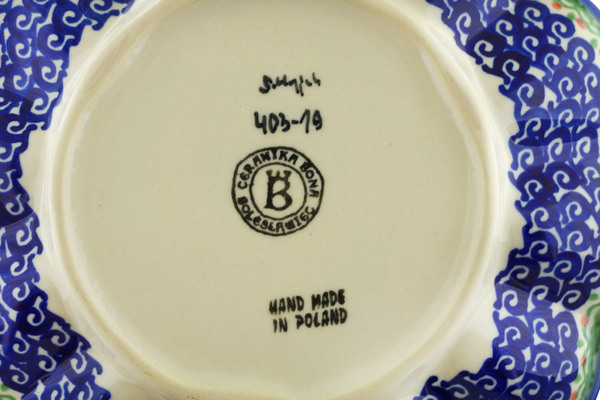 403-19
CERAMIKA BONA
B
BOLESŁAWIEC
HAND MADE
IN POLAND